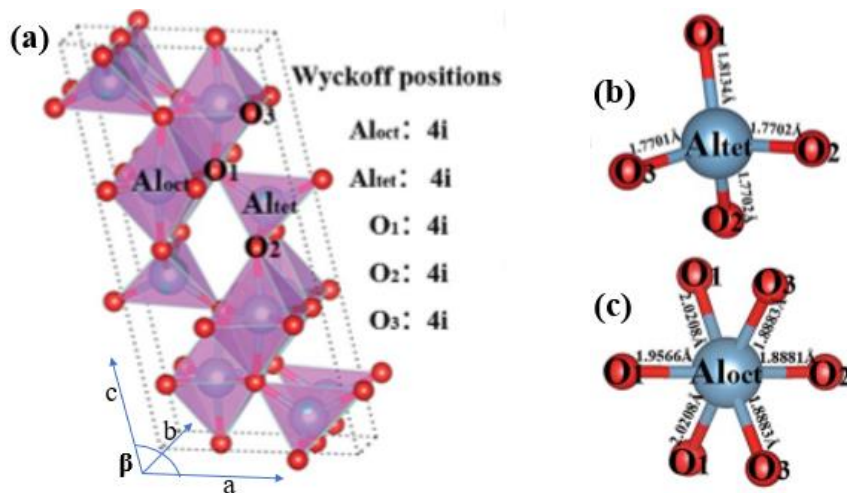 (a)
Wyckoff positions
Aloct: 4i
Altet: 4i
O1: 4i
O2: 4i
O3: 4i
O3
O1
Aloct
Altet
O2
c
b
β
a
(b)
O1
1.8134Å
Altet
1.7702Å
O2
1.7701Å
O3
1.7702Å
O2
(c)
O1
O3
2.0208Å
1.8883Å
O1
1.9566Å
Aloct
1.8881Å
O2
2.0208Å
1.8883Å
O1
O3